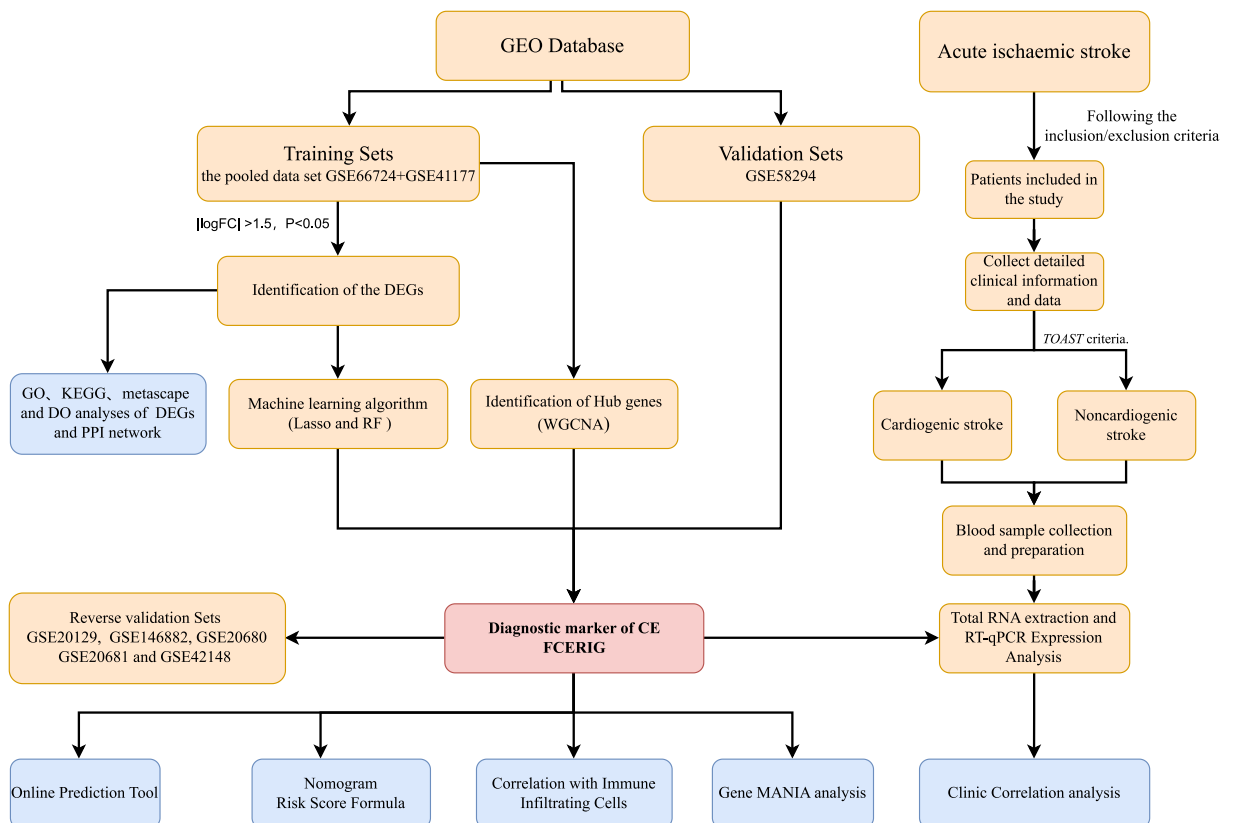 GEO Database
Acute ischaemic stroke
Following the
inclusion/exclusion criteria
Training Sets
the pooled data set GSE66724+GSE41177
Validation Sets
GSE58294
Patients included in
the study
|logFC| >1.5, P<0.05
Identification of the DEGs
Collect detailed
clinical information
and data
TOAST criteria.
GO、KEGG、metascape
and DO analyses of DEGs
and PPI network
Machine learning algorithm
(Lasso and RF )
Identification of Hub genes
(WGCNA)
Cardiogenic stroke
Noncardiogenic
stroke
Blood sample collection
and preparation
Reverse validation Sets
GSE20129, GSE146882, GSE20680
GSE20681 and GSE42148
Diagnostic marker of CE
FCERIG
Total RNA extraction and
RT-qPCR Expression
Analysis
Online Prediction Tool
Nomogram
Risk Score Formula
Correlation with Immune
Infiltrating Cells
Gene MANIA analysis
Clinic Correlation analysis